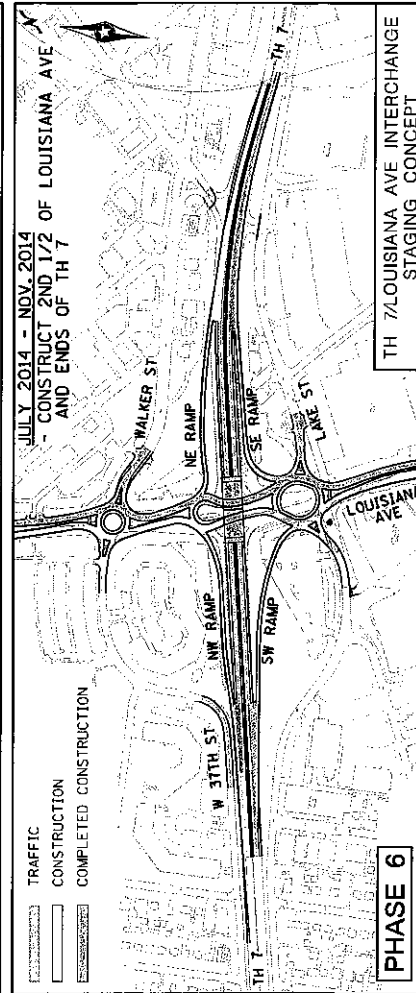 TRAFFIC
CONSTRUCTION
COMPLETED CONSTRUCTION
JULY 2014 - NOV. 2014
- CONSTRUCT 2ND 1/2 OF LOUISIANA AVE
AND ENDS OF TH 7
N
WALKER ST
NE RAMP
TH 7
SE RAMP
LAKE ST
LOUISIANA
AVE
NW RAMP
SW RAMP
W 37TH ST
TH 7
PHASE 6
TH 7/LOUISIANA AVE INTERCHANGE
STAGING CONCEPT